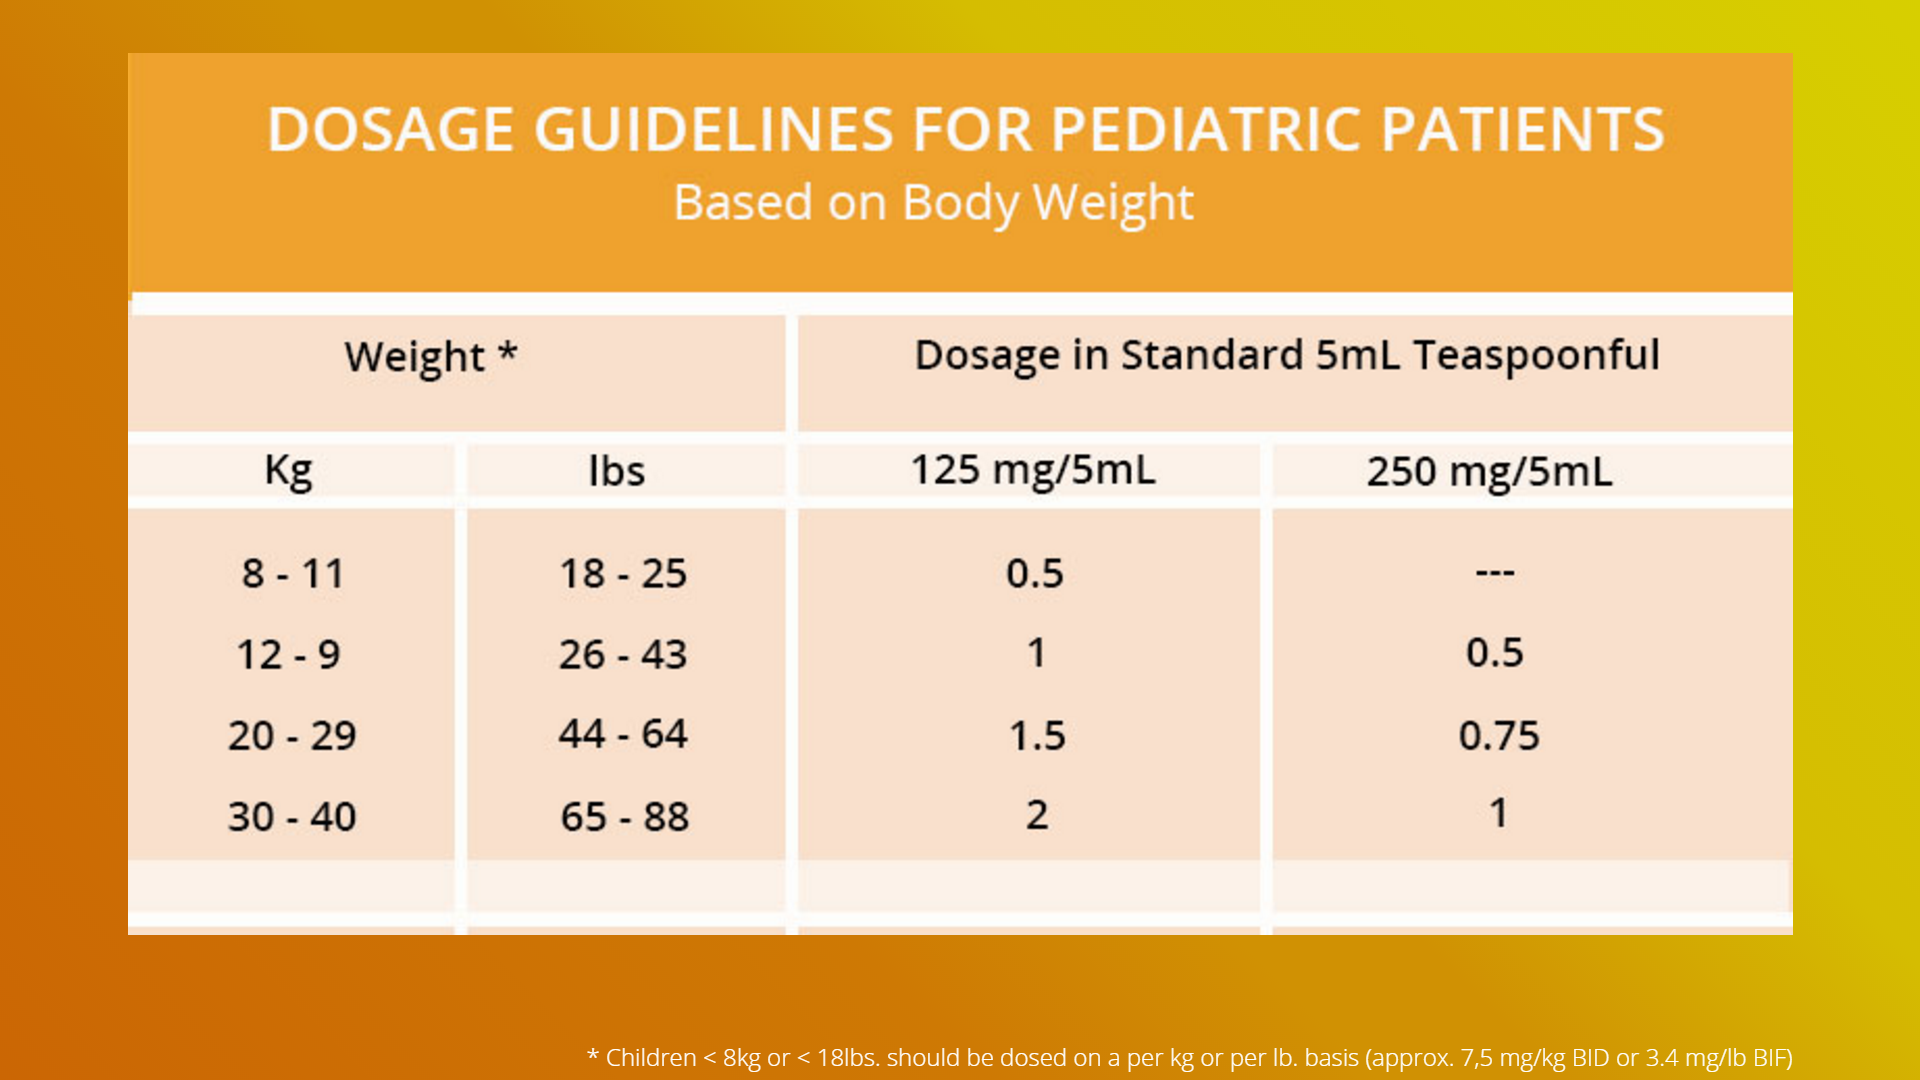 DOSAGE GUIDELINES FOR PEDIATRIC PATIENTS
Based on Body Weight
Weight * Dosage in Standard 5mL Teaspoonful
Kg lbs 125 mg/5mL 250 mg/5mL
8 - 11 18 - 25 0.5 ---
12 - 9 26 - 43 1 0.5
20 - 29 44 - 64 1.5 0.75
30 - 40 65 - 88 2 1
* Children < 8kg or < 18lbs. should be dosed on a per kg or per lb. basis (approx. 7,5 mg/kg BID or 3.4 mg/lb BIF)